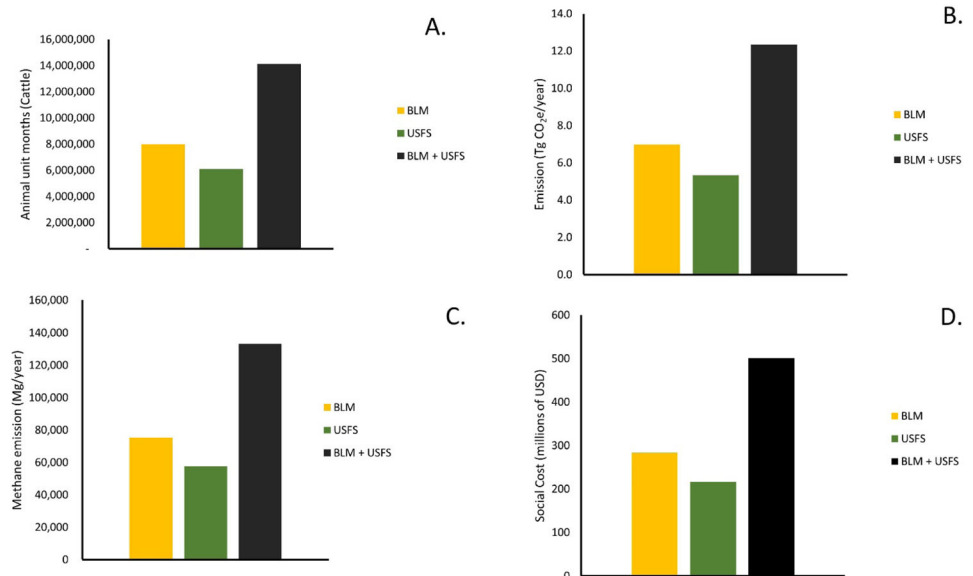 A.
Animal unit months (Cattle)
16,000,000
14,000,000
12,000,000
10,000,000
8,000,000
6,000,000
4,000,000
2,000,000
-
BLM
USFS
BLM + USFS
B.
Emission (Tg CO₂e/year)
14.0
12.0
10.0
8.0
6.0
4.0
2.0
0.0
BLM
USFS
BLM + USFS
C.
Methane emission (Mg/year)
160,000
140,000
120,000
100,000
80,000
60,000
40,000
20,000
0
BLM
USFS
BLM + USFS
D.
Social Cost (millions of USD)
600
500
400
300
200
100
0
BLM
USFS
BLM + USFS